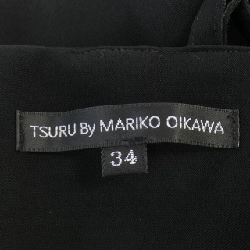 TSURU By MARIKO OIKAWA
34